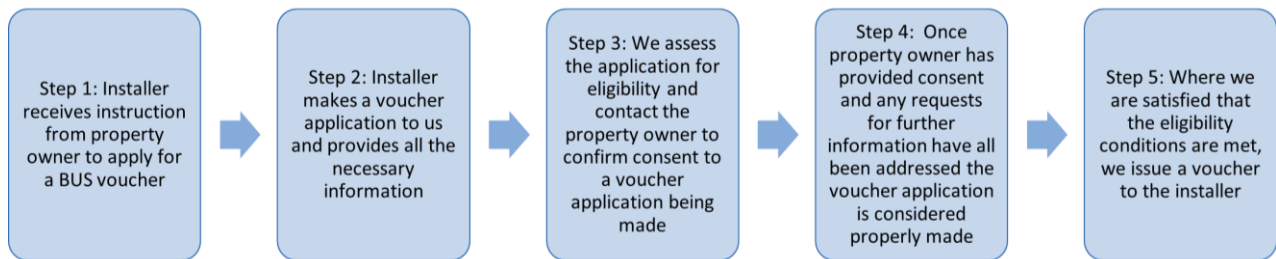 Step 1: Installer
receives instruction
from property
owner to apply for
a BUS voucher
Step 2: Installer
makes a voucher
application to us
and provides all the
necessary
information
Step 3: We assess
the application for
eligibility and
contact the
property owner to
confirm consent to
a voucher
application being
made
Step 4:  Once
property owner has
provided consent
and any requests
for further
information have all
been addressed the
voucher application
is considered
properly made
Step 5: Where we
are satisfied that
the eligibility
conditions are met,
we issue a voucher
to the installer